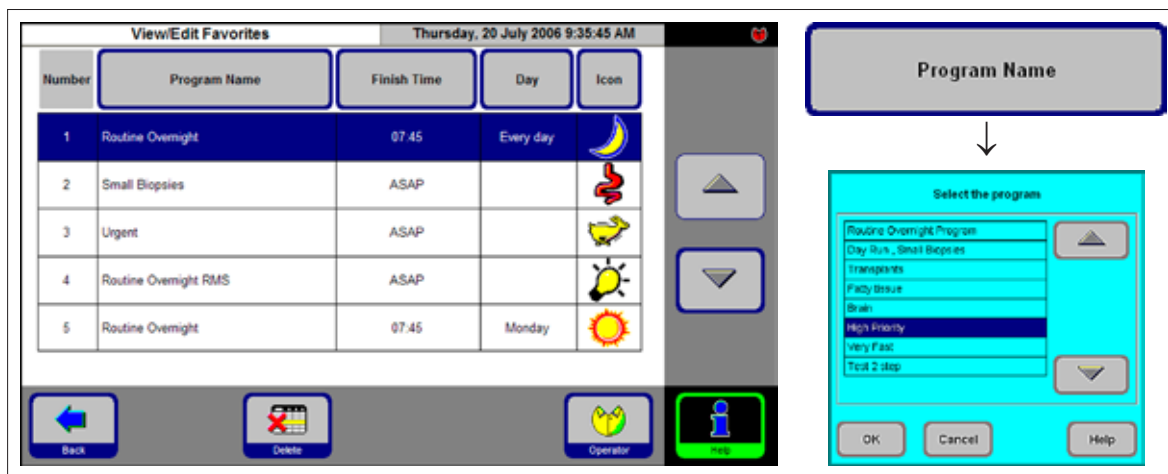 View/Edit Favorites Thursday, 20 July 2006 9:35:45 AM
Number Program Name Finish Time Day Icon
1 Routine Overnight 07:45 Every day
2 Small Biopsies ASAP
3 Urgent ASAP
4 Routine Overnight RMS ASAP
5 Routine Overnight 07:45 Monday
Back Delete Operator Help
Program Name
↓
Select the program
Routine Overnight Program
Day Run , Small Biopsies
Transplants
Fatty tissue
Brain
High Priority
Very Fast
Test 2 step
OK Cancel Help